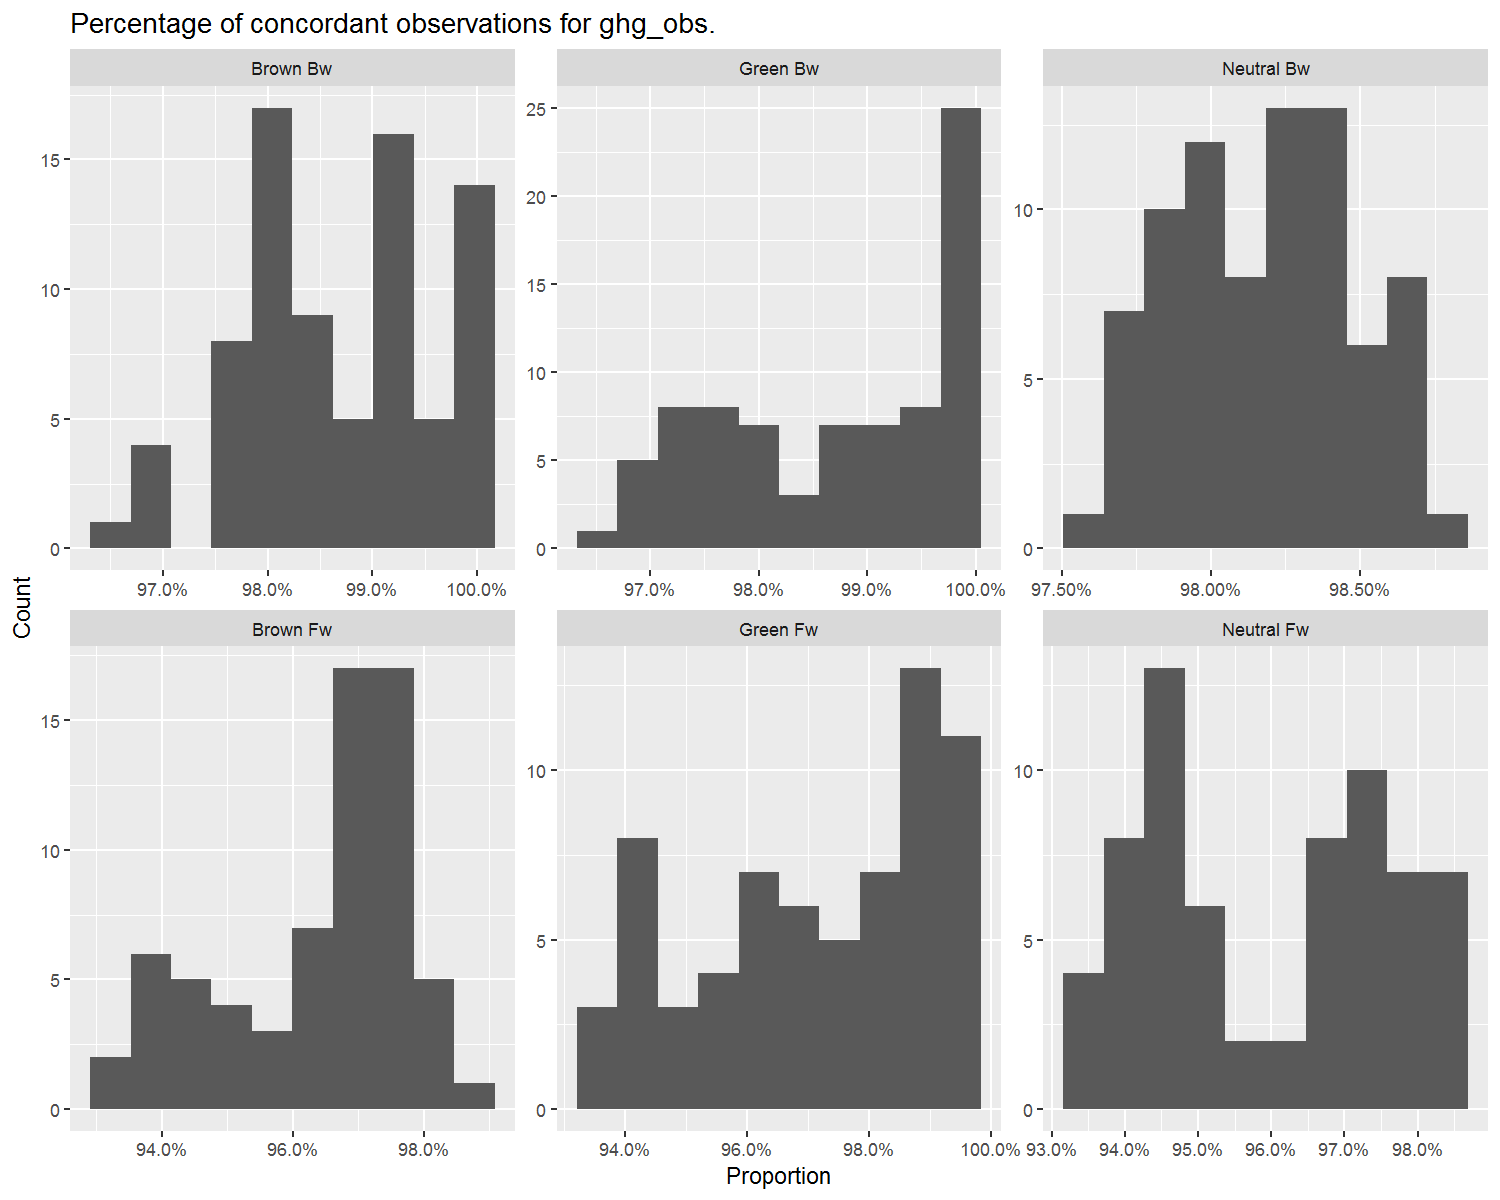 Percentage of concordant observations for ghg_obs.
Brown Bw
Green Bw
Neutral Bw
15
10
5
0
97.0% 98.0% 99.0% 100.0%
25
20
15
10
5
0
97.0% 98.0% 99.0% 100.0%
10
5
0
97.50% 98.00% 98.50%
Count
Brown Fw
Green Fw
Neutral Fw
15
10
5
0
94.0% 96.0% 98.0%
10
5
0
94.0% 96.0% 98.0% 100.0%
10
5
0
93.0% 94.0% 95.0% 96.0% 97.0% 98.0%
Proportion